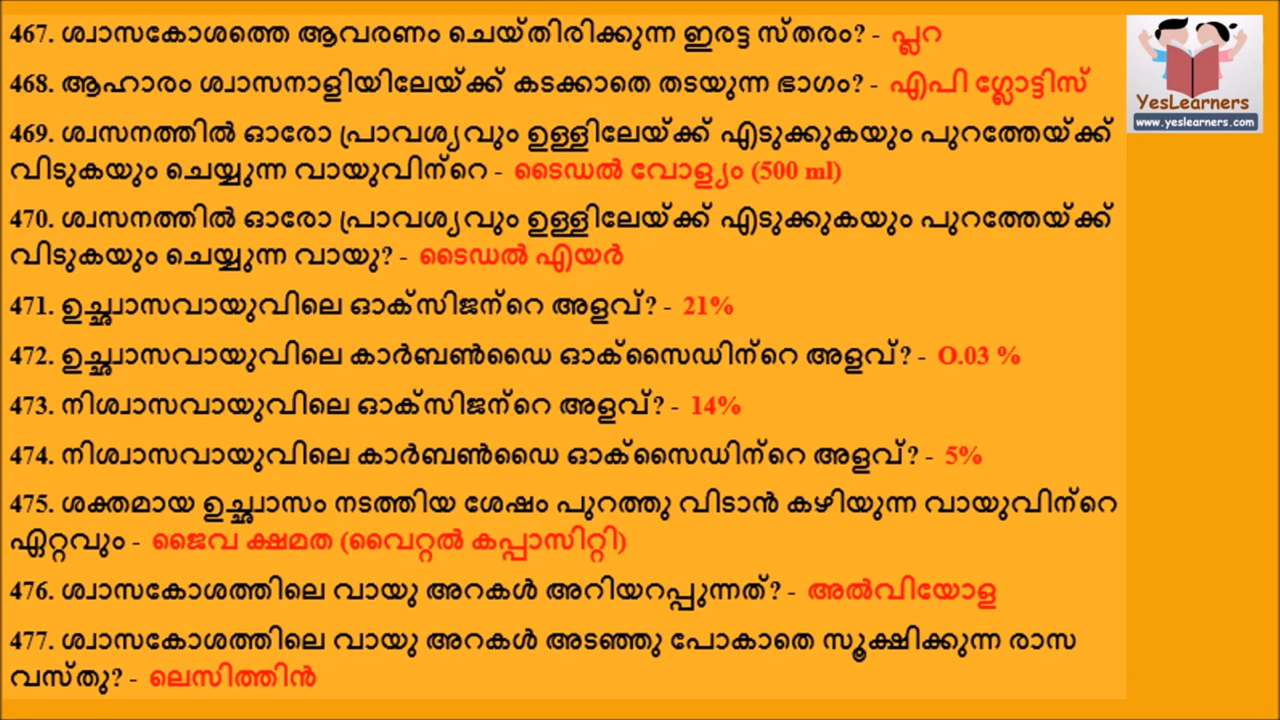 467. ശ്വാസകോശത്തെ ആവരണം ചെയ്തിരിക്കുന്ന ഇരട്ട സ്തരം? - പ്ലൂറ
468. ആഹാരം ശ്വാസനാളിയിലേയ്ക്ക് കടക്കാതെ തടയുന്ന ഭാഗം? - എപി ഗ്ലോട്ടിസ്
469. ശ്വസനത്തിൽ ഓരോ പ്രാവശ്യവും ഉള്ളിലേയ്ക്ക് എടുക്കുകയും പുറത്തേയ്ക്ക്
വിടുകയും ചെയ്യുന്ന വായുവിന്റെ - ടൈഡൽ വോള്യം (500 ml)
470. ശ്വസനത്തിൽ ഓരോ പ്രാവശ്യവും ഉള്ളിലേയ്ക്ക് എടുക്കുകയും പുറത്തേയ്ക്ക്
വിടുകയും ചെയ്യുന്ന വായു? - ടൈഡൽ എയർ
471. ഉച്ഛ്വാസവായുവിലെ ഓക്സിജന്റെ അളവ്? - 21%
472. ഉച്ഛ്വാസവായുവിലെ കാർബൺഡൈ ഓക്സൈഡിന്റെ അളവ്? - O.03 %
473. നിശ്വാസവായുവിലെ ഓക്സിജന്റെ അളവ്? - 14%
474. നിശ്വാസവായുവിലെ കാർബൺഡൈ ഓക്സൈഡിന്റെ അളവ്? - 5%
475. ശക്തമായ ഉച്ഛ്വാസം നടത്തിയ ശേഷം പുറത്തു വിടാൻ കഴിയുന്ന വായുവിന്റെ
ഏറ്റവും - ജൈവ ക്ഷമത (വൈറ്റൽ കപ്പാസിറ്റി)
476. ശ്വാസകോശത്തിലെ വായു അറകൾ അറിയറപ്പുന്നത്? - അൽവിയോള
477. ശ്വാസകോശത്തിലെ വായു അറകൾ അടഞ്ഞു പോകാതെ സൂക്ഷിക്കുന്ന രാസ
വസ്തു? - ലെസിത്തിൻ
YesLearners
www.yeslearners.com